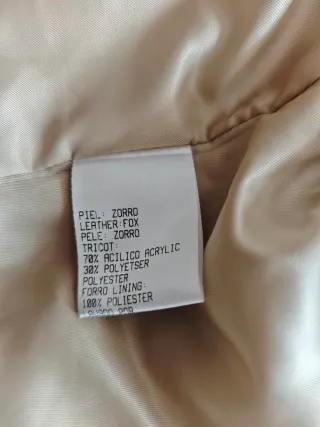 PIEL: ZORRO
LEATHER:FOX
PELE: ZORRO
TRICOT:
70% ACILICO ACRYLIC
30% POLYETSER
POLYESTER
FORRO LINING:
100% POLIESTER